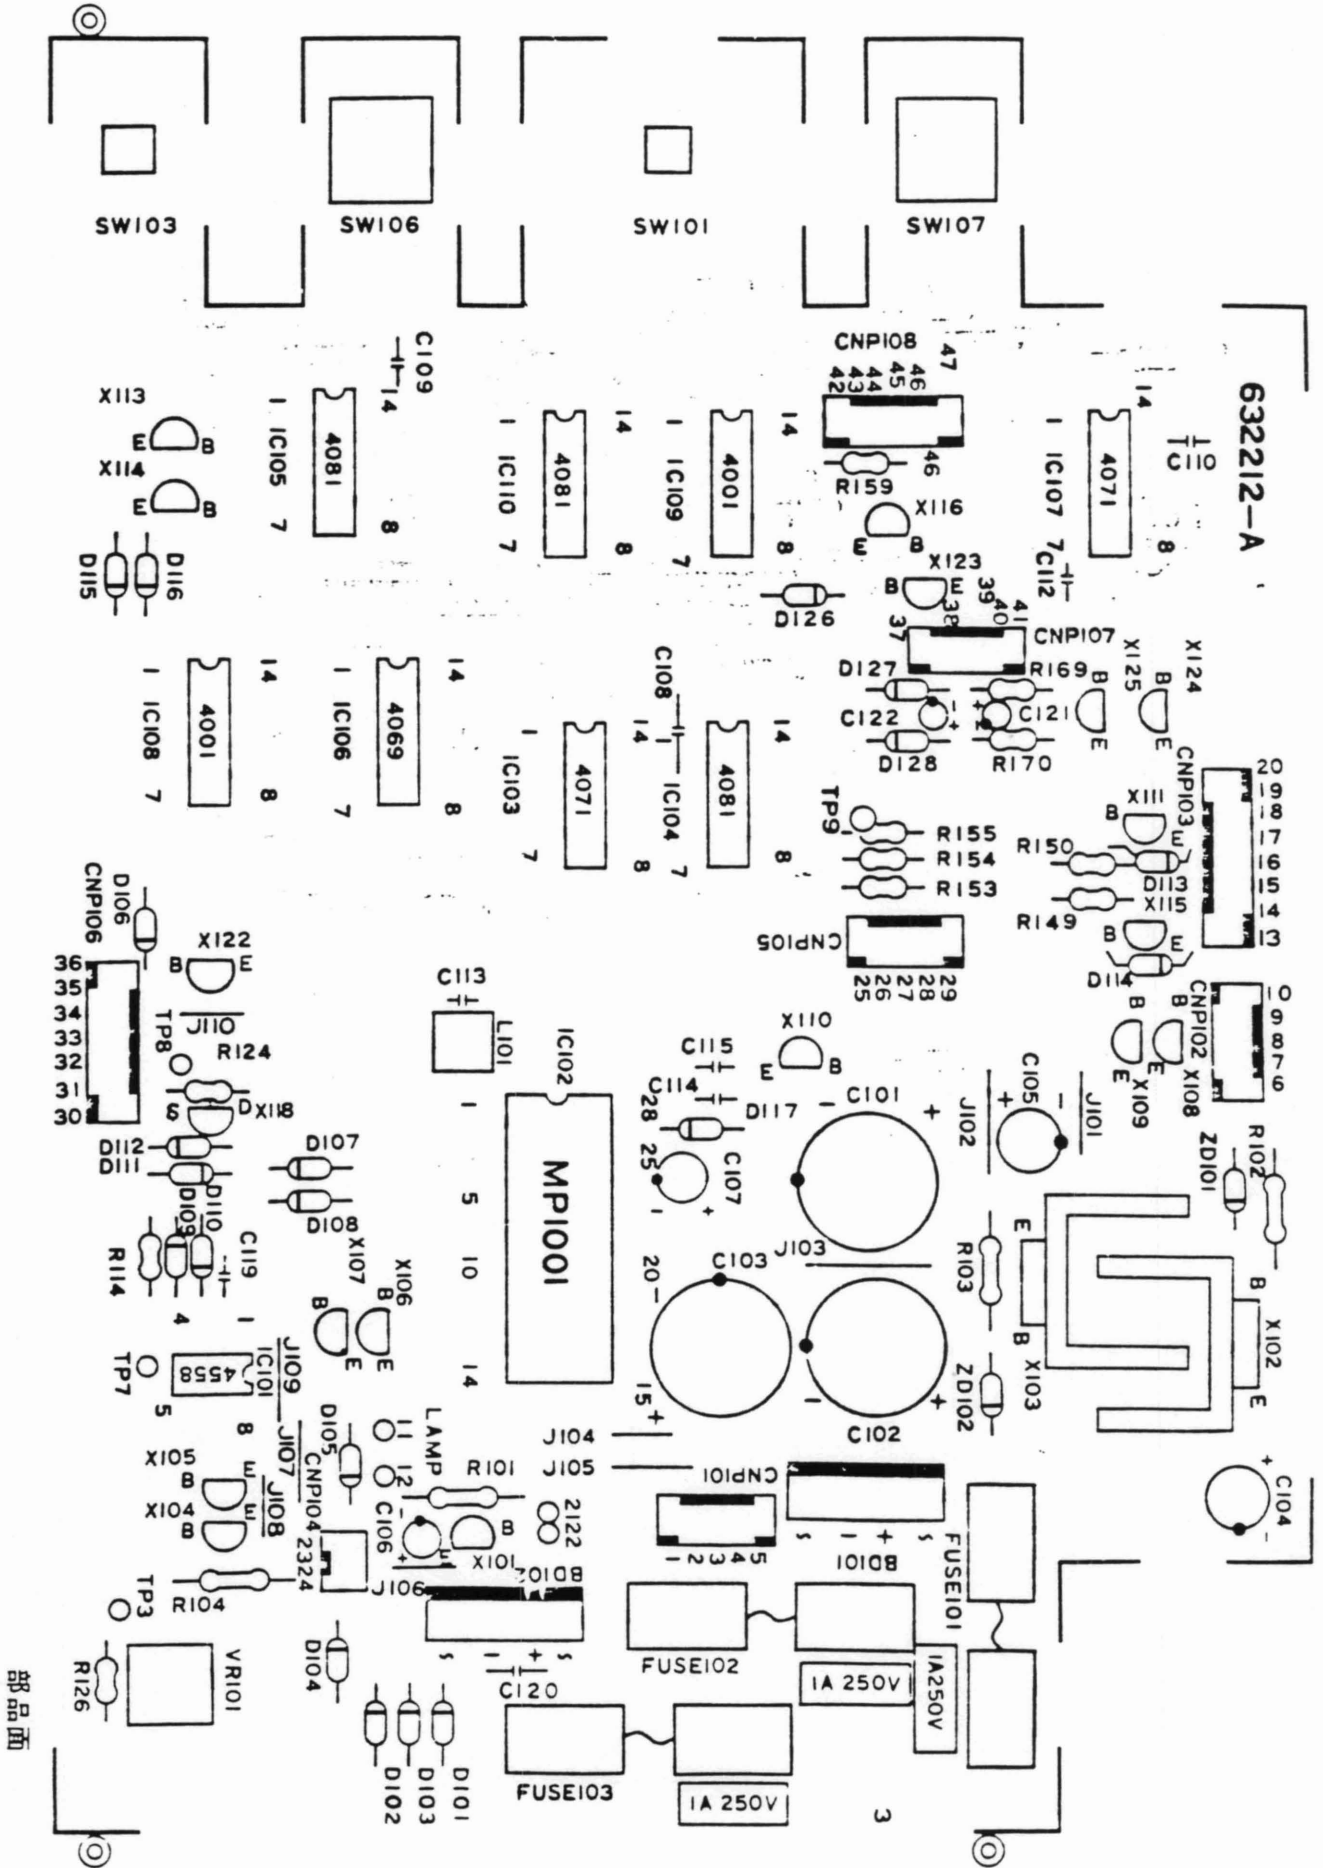 SW103
SW106
SW101
SW107
632212-A
C109
CNP108
42 43 44 45 46 47
X113
E B
X114
E B
1 14
IC105
4081
7 8
1 14
IC110
4081
7 8
1 14
IC109
4001
7 8
46
R159
X116
E B
1 14
IC107
4071
7 8
C110
C112
D115
D116
D126
X123
B E
37 38 39 40 41
CNP107
X125
X124
B E
E
1 14
IC108
4001
7 8
1 14
IC106
4069
7 8
C108
1 14
IC103
4071
7 8
14
IC104
4081
7 8
D127
R169
C122
- +
+
C121
D128
R170
TP9
R155
R154
R153
CNP103
20
19
18
17
16
15
14
13
X111
B E
R150
D113
X115
R149
B E
D114
CNP105
25 26 27 28 29
CNP106
D106
36
35
34
33
32
31
30
X122
B E
J110
TP8
R124
D
S
X118
D112
D111
D107
D108
D109
D110
R114
C119
C113
L101
IC102
MP1001
1
5
10
14
28
25
20
15
C115
C114
D117
X110
E B
C107
- +
C101
- +
J102
C105
+ -
J101
B B
E E
X109
X108
CNP102
10
9
8
7
6
ZD101
R102
J103
C103
- +
C102
- +
R103
ZD102
E
B
X103
B
X102
E
X107
X106
B B
E E
4 1
TP7
4558
IC101
J109
5 8
J107
X105
B E
X104
B E
J108
CNP104
2324
D105
11
12
LAMP
R101
C106
- +
B
E
X101
2122
J104
J105
CNP101
1 2 3 4 5
S - + S
BD101
FUSE101
C104
+ -
J106
BD102
S - + S
C120
TP3
R104
R126
VR101
D104
D102
D103
D101
FUSE102
1A 250V
1A250V
FUSE103
1A 250V
3
部品面